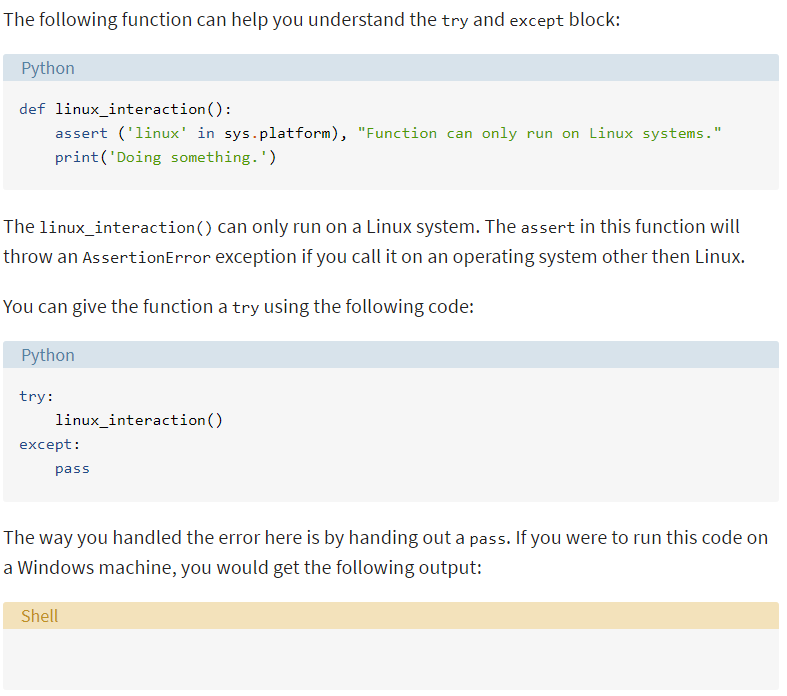 The following function can help you understand the try and except block:
Python
def linux_interaction():
    assert ('linux' in sys.platform), "Function can only run on Linux systems."
    print('Doing something.')
The linux_interaction() can only run on a Linux system. The assert in this function will
throw an AssertionError exception if you call it on an operating system other then Linux.
You can give the function a try using the following code:
Python
try:
    linux_interaction()
except:
    pass
The way you handled the error here is by handing out a pass. If you were to run this code on
a Windows machine, you would get the following output:
Shell